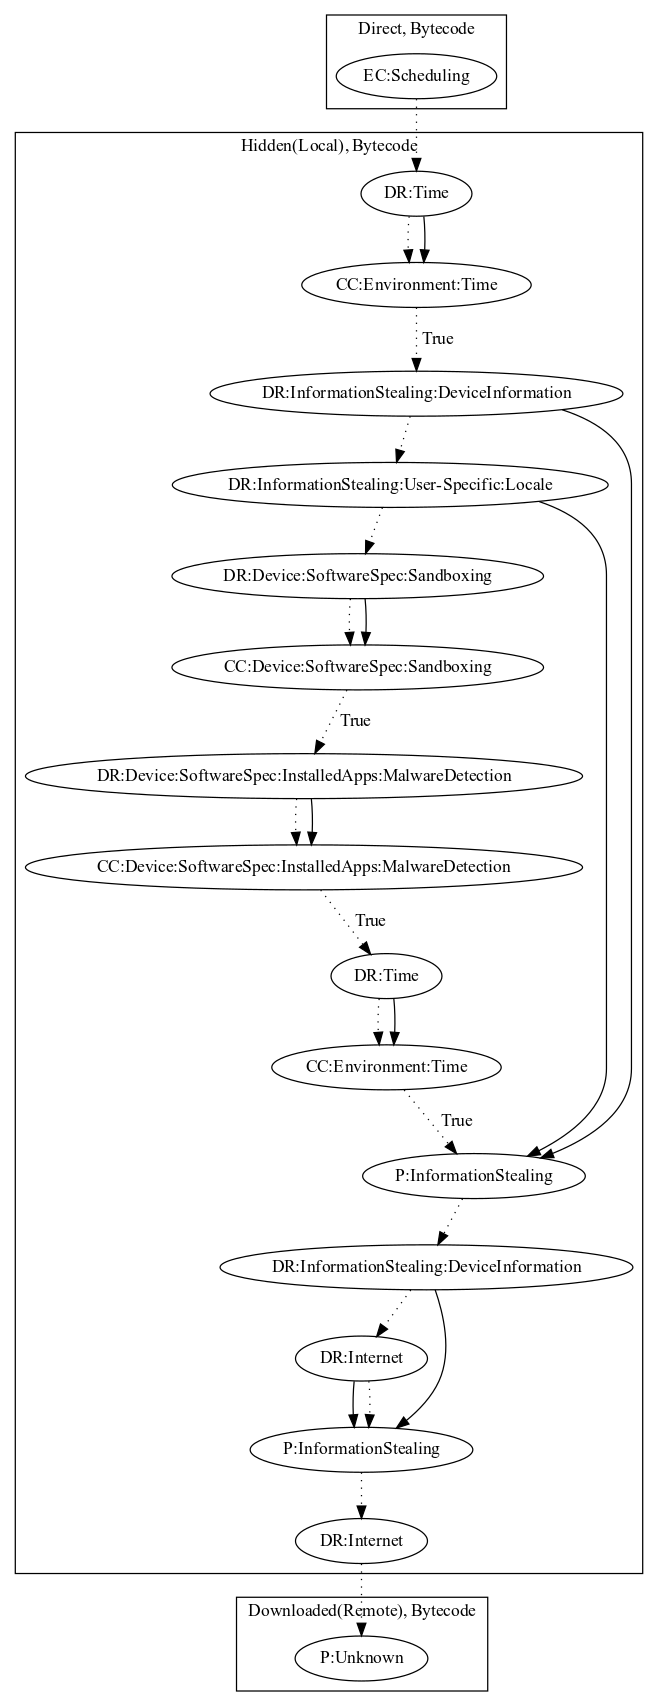 Direct, Bytecode
EC:Scheduling
Hidden(Local), Bytecode
DR:Time
CC:Environment:Time
True
DR:InformationStealing:DeviceInformation
DR:InformationStealing:User-Specific:Locale
DR:Device:SoftwareSpec:Sandboxing
CC:Device:SoftwareSpec:Sandboxing
True
DR:Device:SoftwareSpec:InstalledApps:MalwareDetection
CC:Device:SoftwareSpec:InstalledApps:MalwareDetection
True
DR:Time
CC:Environment:Time
True
P:InformationStealing
DR:InformationStealing:DeviceInformation
DR:Internet
P:InformationStealing
DR:Internet
Downloaded(Remote), Bytecode
P:Unknown